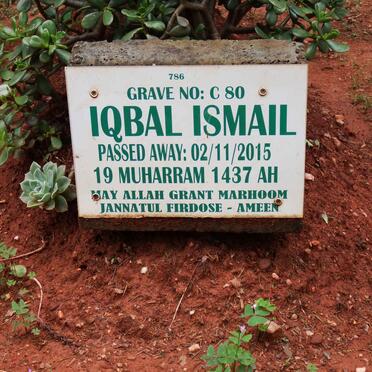 786
GRAVE NO: C 80
IQBAL ISMAIL
PASSED AWAY: 02/11/2015
19 MUHARRAM 1437 AH
MAY ALLAH GRANT MARHOOM
JANNATUL FIRDOSE - AMEEN